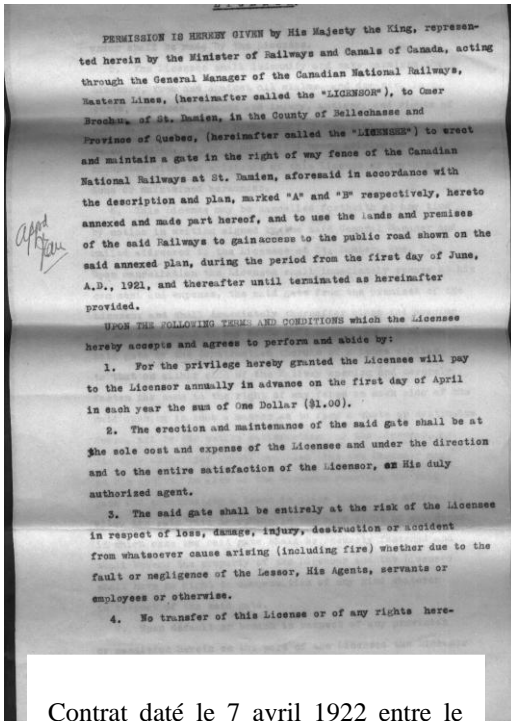 PERMISSION IS HEREBY GIVEN by His Majesty the King, represen-
ted herein by the Minister of Railways and Canals of Canada, acting
through the General Manager of the Canadian National Railways,
Eastern Lines, (hereinafter called the "LICENSOR"), to Omer
Brochu, of St. Damien, in the County of Bellechasse and
Province of Quebec, (hereinafter called the "LICENSEE") to erect
and maintain a gate in the right of way fence of the Canadian
National Railways at St. Damien, aforesaid in accordance with
the description and plan, marked "A" and "B" respectively, hereto
annexed and made part hereof, and to use the lands and premises
Appd
of the said Railways to gain access to the public road shown on the
said annexed plan, during the period from the first day of June,
A.D., 1921, and thereafter until terminated as hereinafter
provided.
UPON THE FOLLOWING TERMS AND CONDITIONS which the Licensee
hereby accepts and agrees to perform and abide by:
1. For the privilege hereby granted the Licensee will pay
to the Licensor annually in advance on the first day of April
in each year the sum of One Dollar ($1.00).
2. The erection and maintenance of the said gate shall be at
the sole cost and expense of the Licensee and under the direction
and to the entire satisfaction of the Licensor, or His duly
authorized agent.
3. The said gate shall be entirely at the risk of the Licensee
in respect of loss, damage, injury, destruction or accident
from whatsoever cause arising (including fire) whether due to the
fault or negligence of the Lessor, His Agents, servants or
employees or otherwise.
4. No transfer of this License or of any rights here-
Contrat daté le 7 avril 1922 entre le